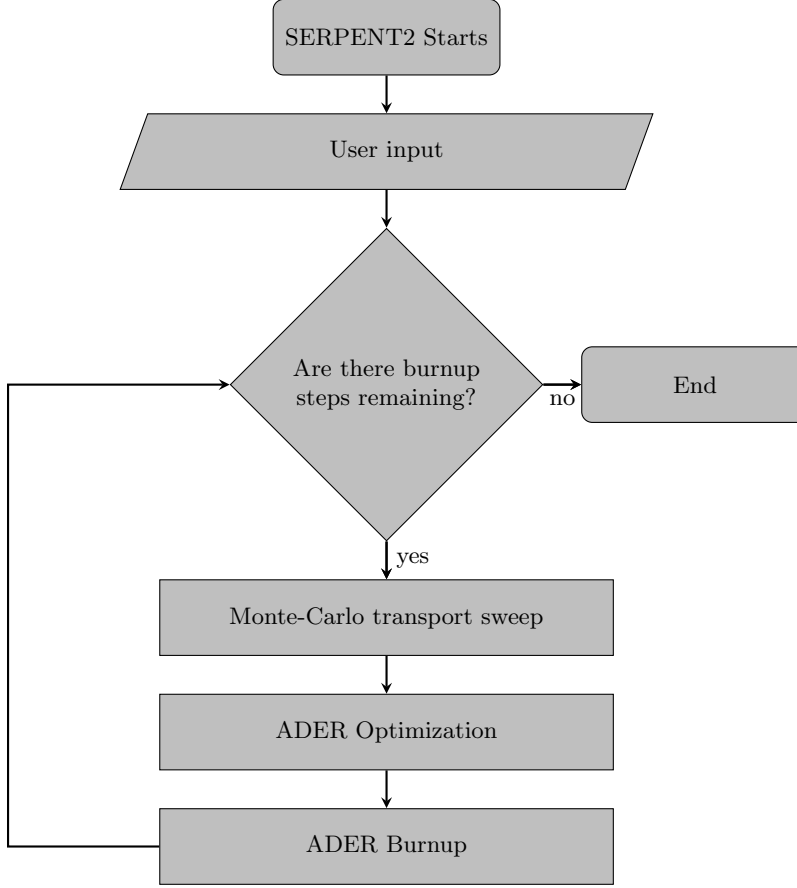 SERPENT2 Starts
User input
Are there burnup
steps remaining?
no
End
yes
Monte-Carlo transport sweep
ADER Optimization
ADER Burnup